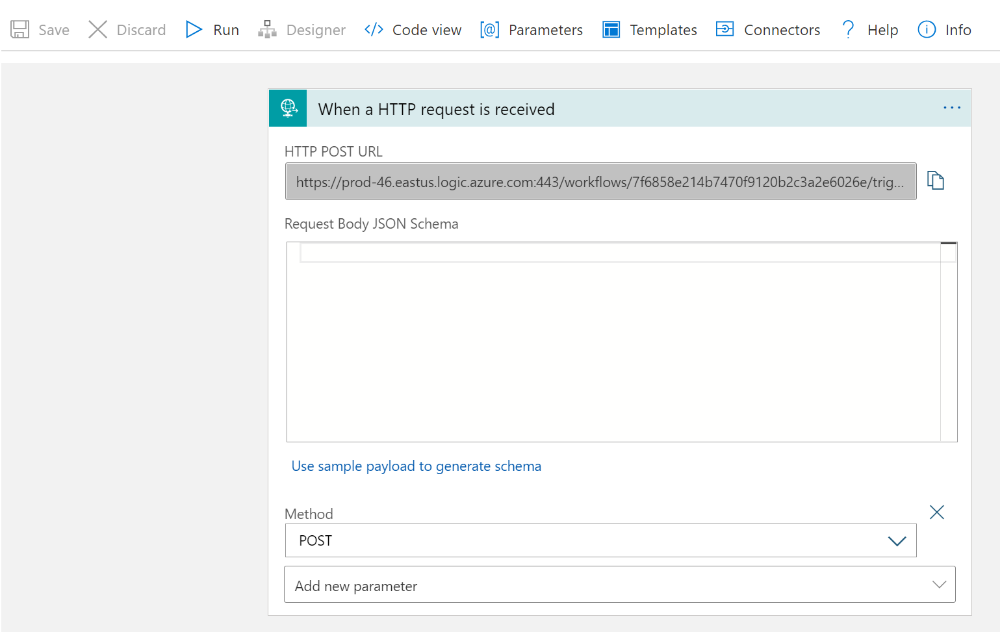 Save Discard Run Designer </> Code view [@] Parameters Templates Connectors ? Help i Info
When a HTTP request is received ...
HTTP POST URL
https://prod-46.eastus.logic.azure.com:443/workflows/7f6858e214b7470f9120b2c3a2e6026e/trig...
Request Body JSON Schema
Use sample payload to generate schema
Method
POST
Add new parameter